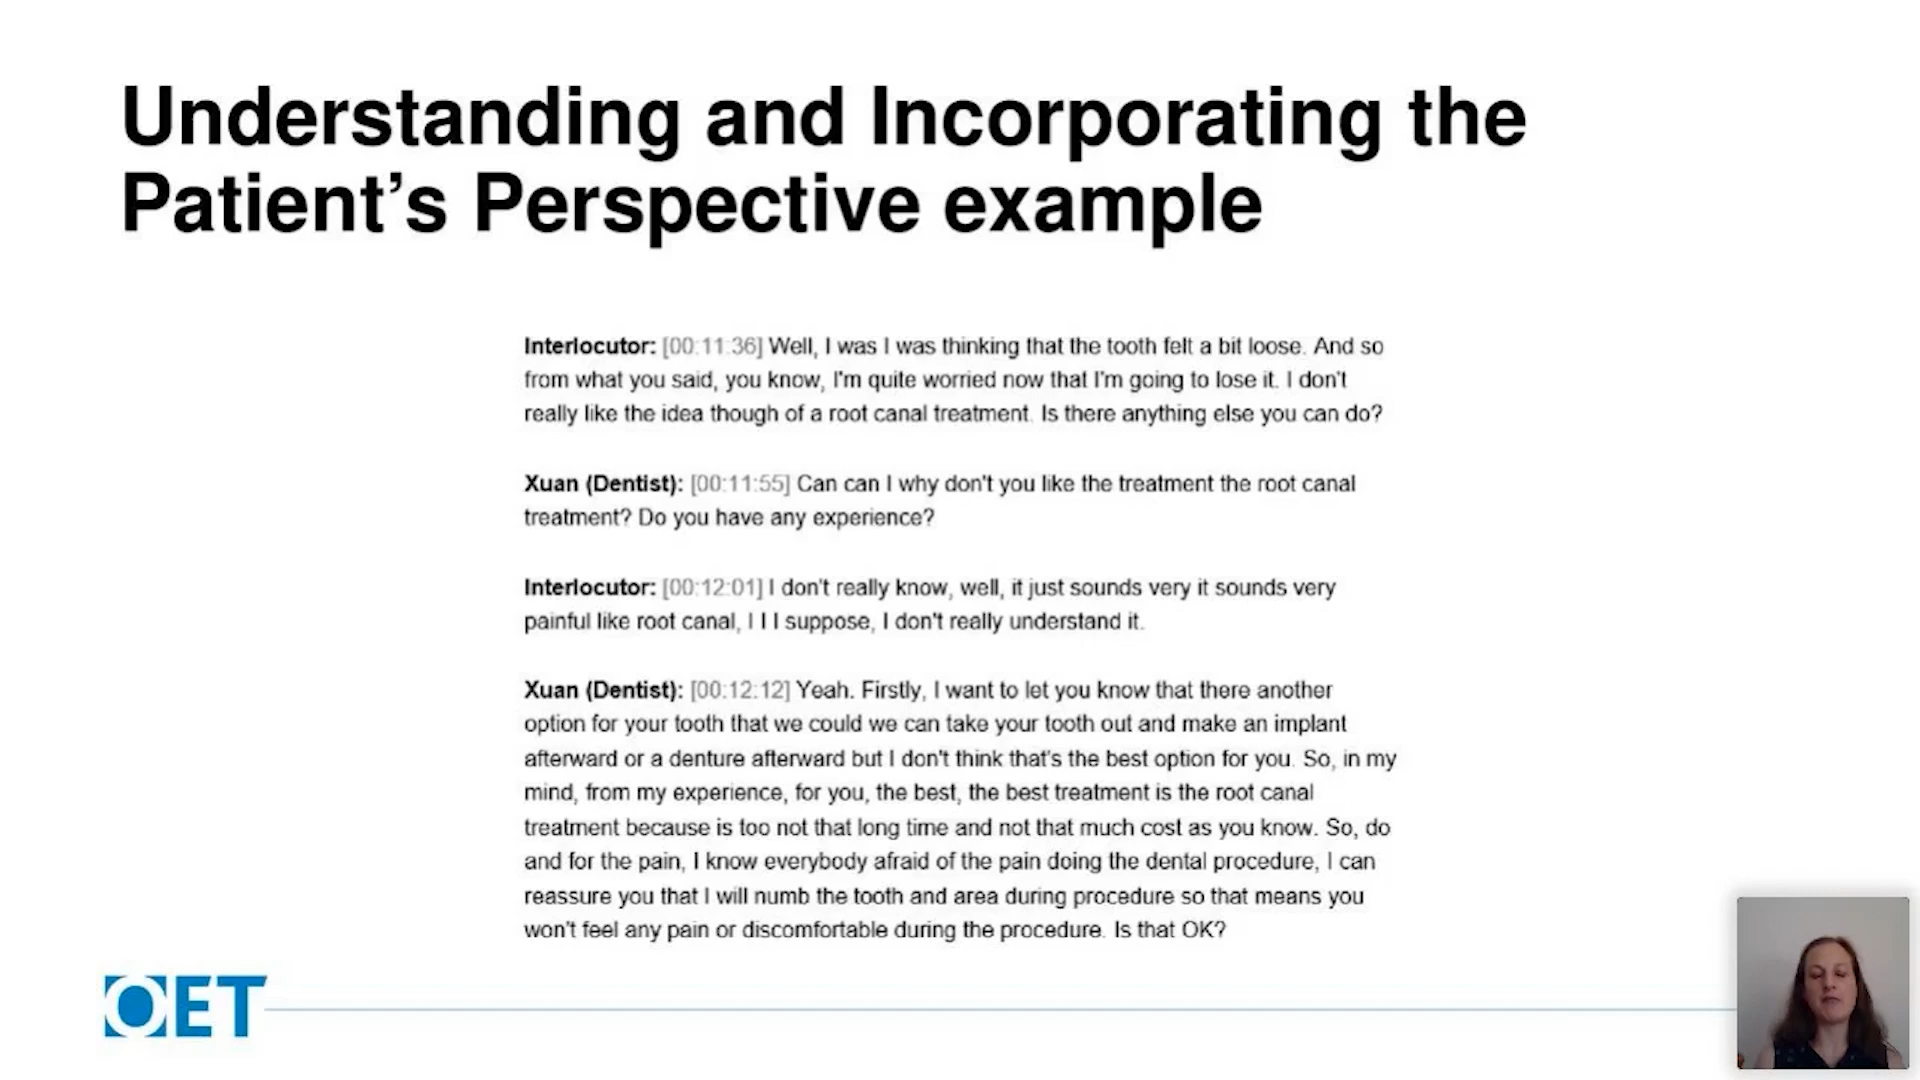 Understanding and Incorporating the
Patient’s Perspective example
Interlocutor: [00:11:36] Well, I was I was thinking that the tooth felt a bit loose. And so
from what you said, you know, I'm quite worried now that I'm going to lose it. I don't
really like the idea though of a root canal treatment. Is there anything else you can do?
Xuan (Dentist): [00:11:55] Can can I why don't you like the treatment the root canal
treatment? Do you have any experience?
Interlocutor: [00:12:01] I don't really know, well, it just sounds very it sounds very
painful like root canal, I I I suppose, I don't really understand it.
Xuan (Dentist): [00:12:12] Yeah. Firstly, I want to let you know that there another
option for your tooth that we could we can take your tooth out and make an implant
afterward or a denture afterward but I don't think that's the best option for you. So, in my
mind, from my experience, for you, the best, the best treatment is the root canal
treatment because is too not that long time and not that much cost as you know. So, do
and for the pain, I know everybody afraid of the pain doing the dental procedure, I can
reassure you that I will numb the tooth and area during procedure so that means you
won't feel any pain or discomfortable during the procedure. Is that OK?
OET